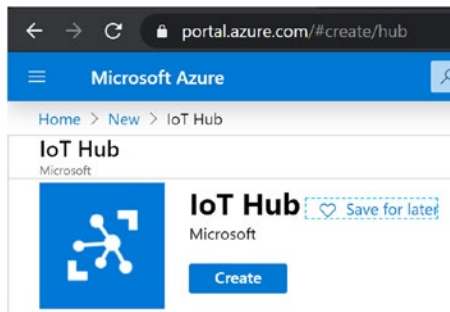 portal.azure.com/#create/hub
Microsoft Azure
Home > New > IoT Hub
IoT Hub
Microsoft
IoT Hub Save for later
Microsoft
Create